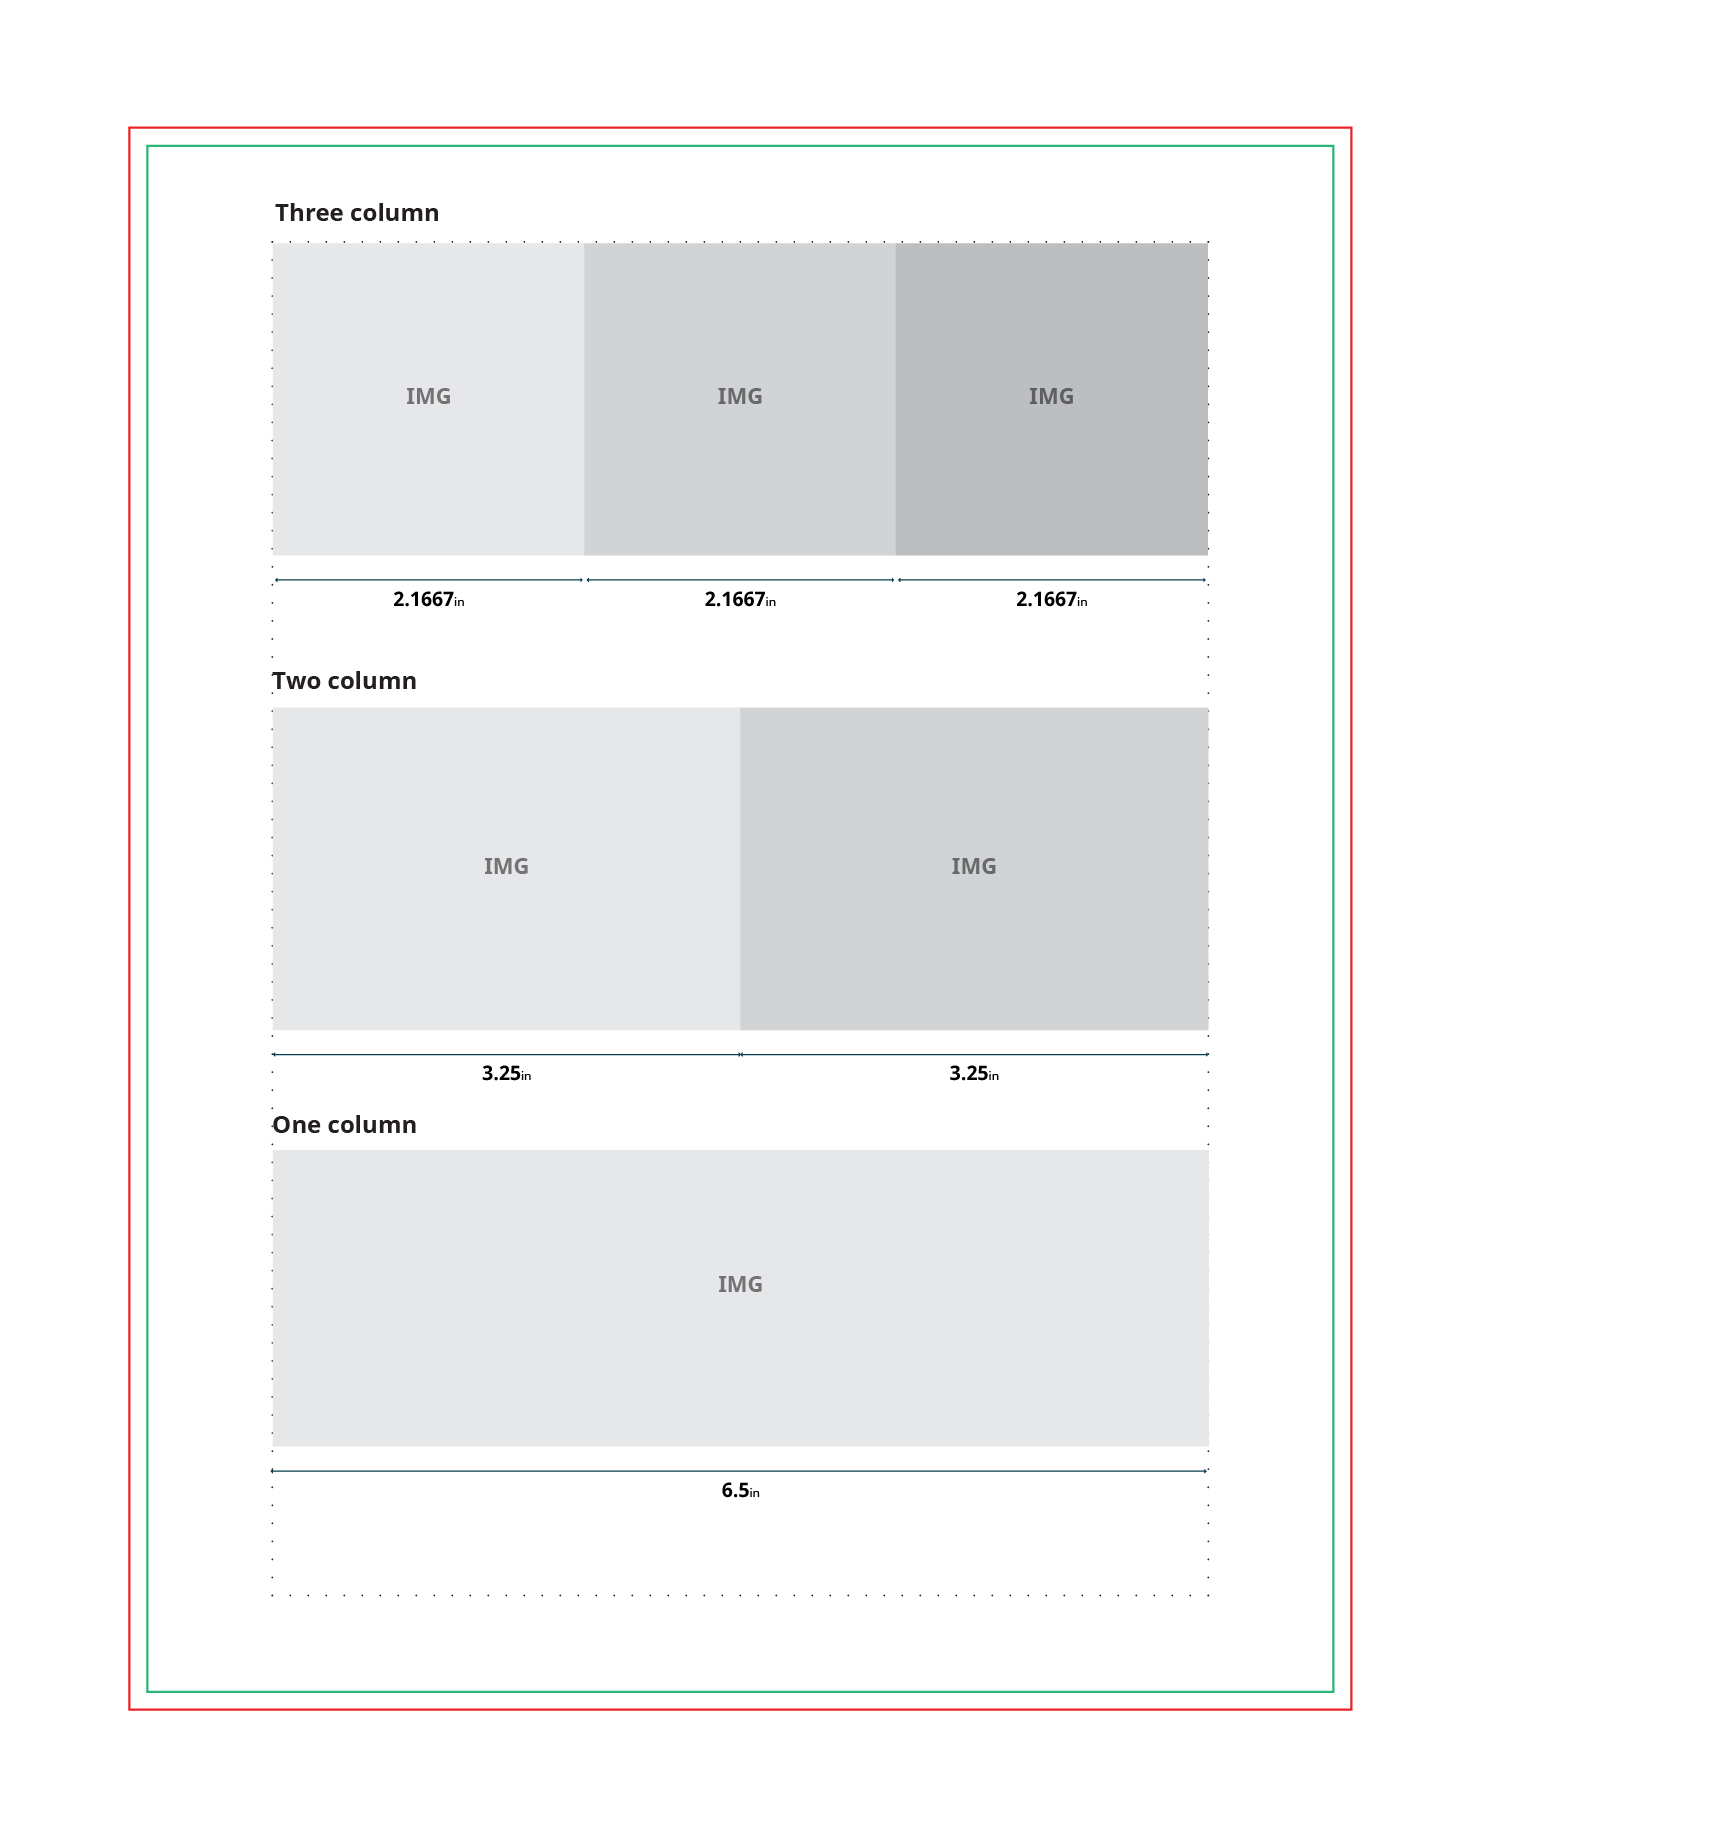 Three column
IMG IMG IMG
2.1667in 2.1667in 2.1667in
Two column
IMG IMG
3.25in 3.25in
One column
IMG
6.5in